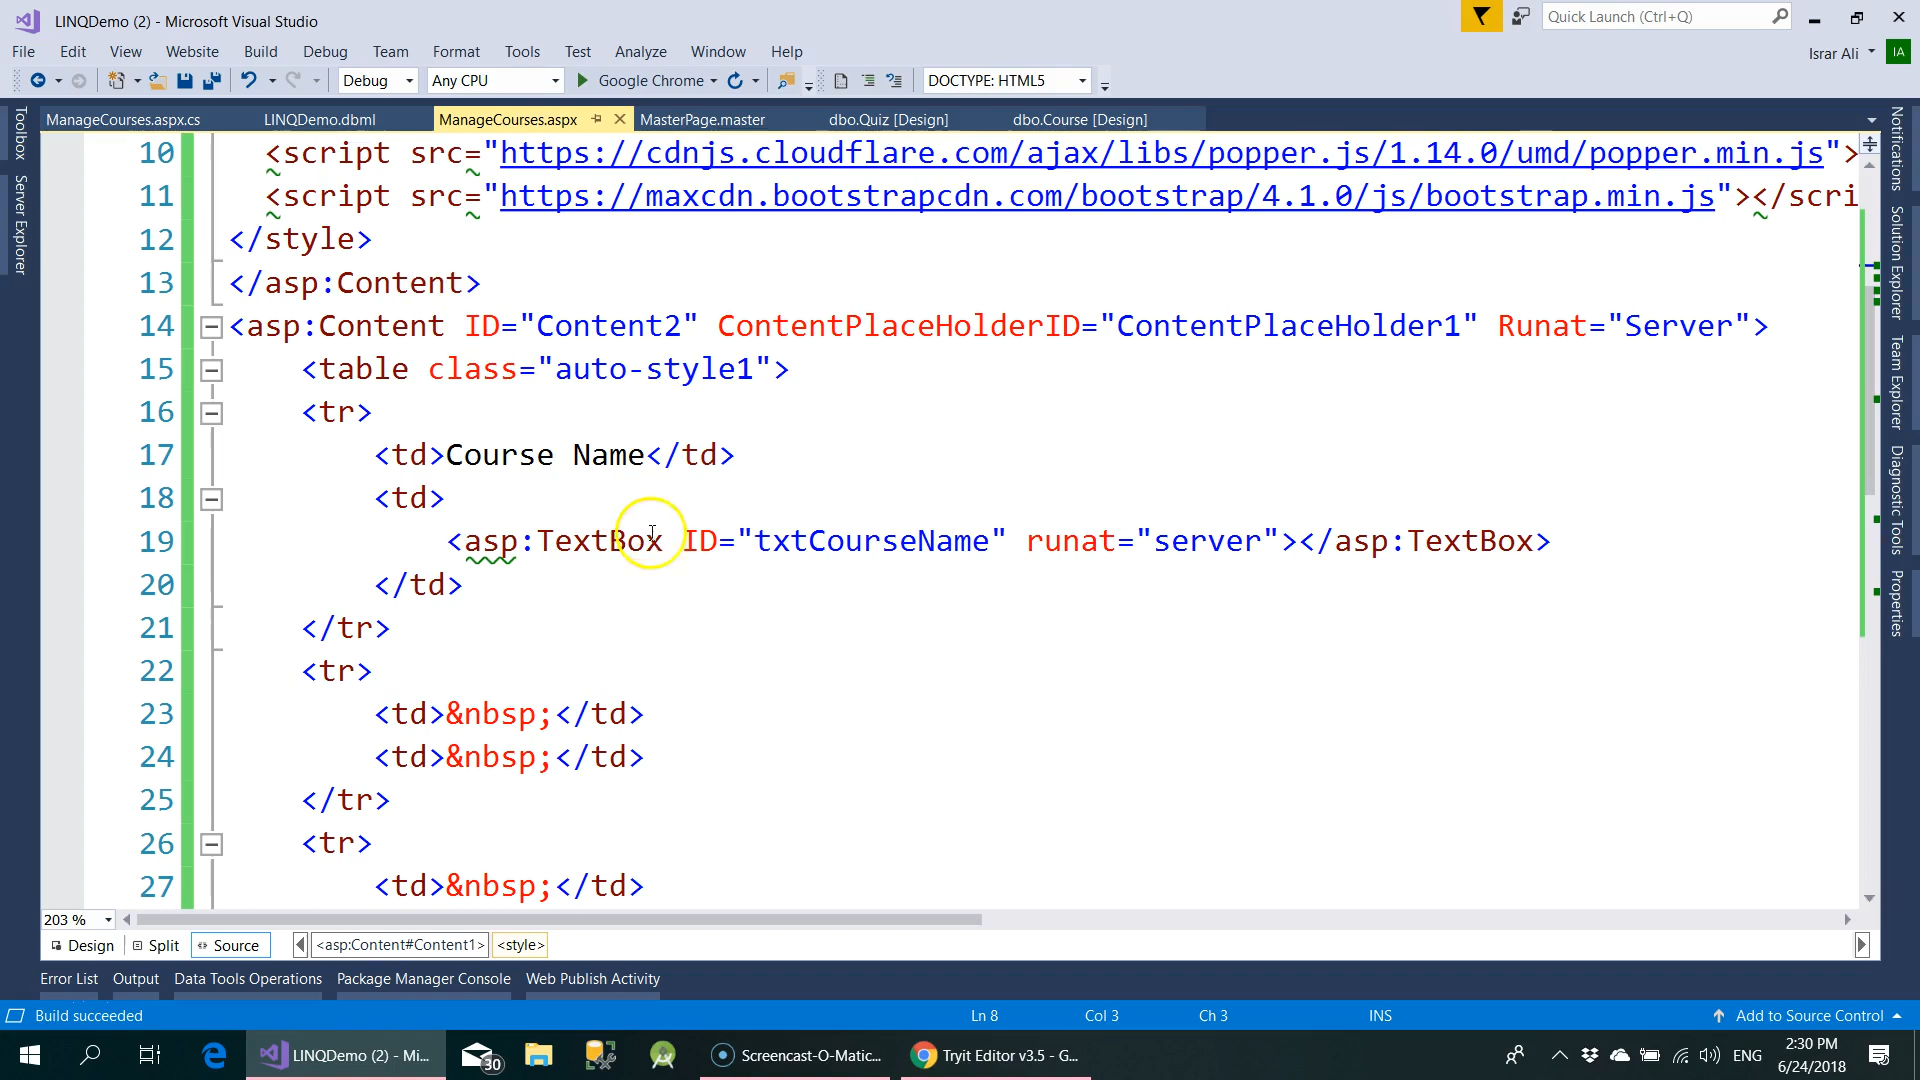 LINQDemo (2) - Microsoft Visual Studio
Quick Launch (Ctrl+Q)
File Edit View Website Build Debug Team Format Tools Test Analyze Window Help
Israr Ali IA
Debug Any CPU Google Chrome DOCTYPE: HTML5
ManageCourses.aspx.cs LINQDemo.dbml ManageCourses.aspx MasterPage.master dbo.Quiz [Design] dbo.Course [Design]
Toolbox
Server Explorer
10 <script src="https://cdnjs.cloudflare.com/ajax/libs/popper.js/1.14.0/umd/popper.min.js">
11 <script src="https://maxcdn.bootstrapcdn.com/bootstrap/4.1.0/js/bootstrap.min.js"></scri
12 </style>
13 </asp:Content>
14 <asp:Content ID="Content2" ContentPlaceHolderID="ContentPlaceHolder1" Runat="Server">
15 <table class="auto-style1">
16 <tr>
17 <td>Course Name</td>
18 <td>
19 <asp:TextBox ID="txtCourseName" runat="server"></asp:TextBox>
20 </td>
21 </tr>
22 <tr>
23 <td>&nbsp;</td>
24 <td>&nbsp;</td>
25 </tr>
26 <tr>
27 <td>&nbsp;</td>
Notifications
Solution Explorer
Team Explorer
Diagnostic Tools
Properties
203 %
Design Split Source <asp:Content#Content1> <style>
Error List Output Data Tools Operations Package Manager Console Web Publish Activity
Build succeeded Ln 8 Col 3 Ch 3 INS Add to Source Control
LINQDemo (2) - Mi... 30 Screencast-O-Matic... Tryit Editor v3.5 - G... ENG 2:30 PM
6/24/2018